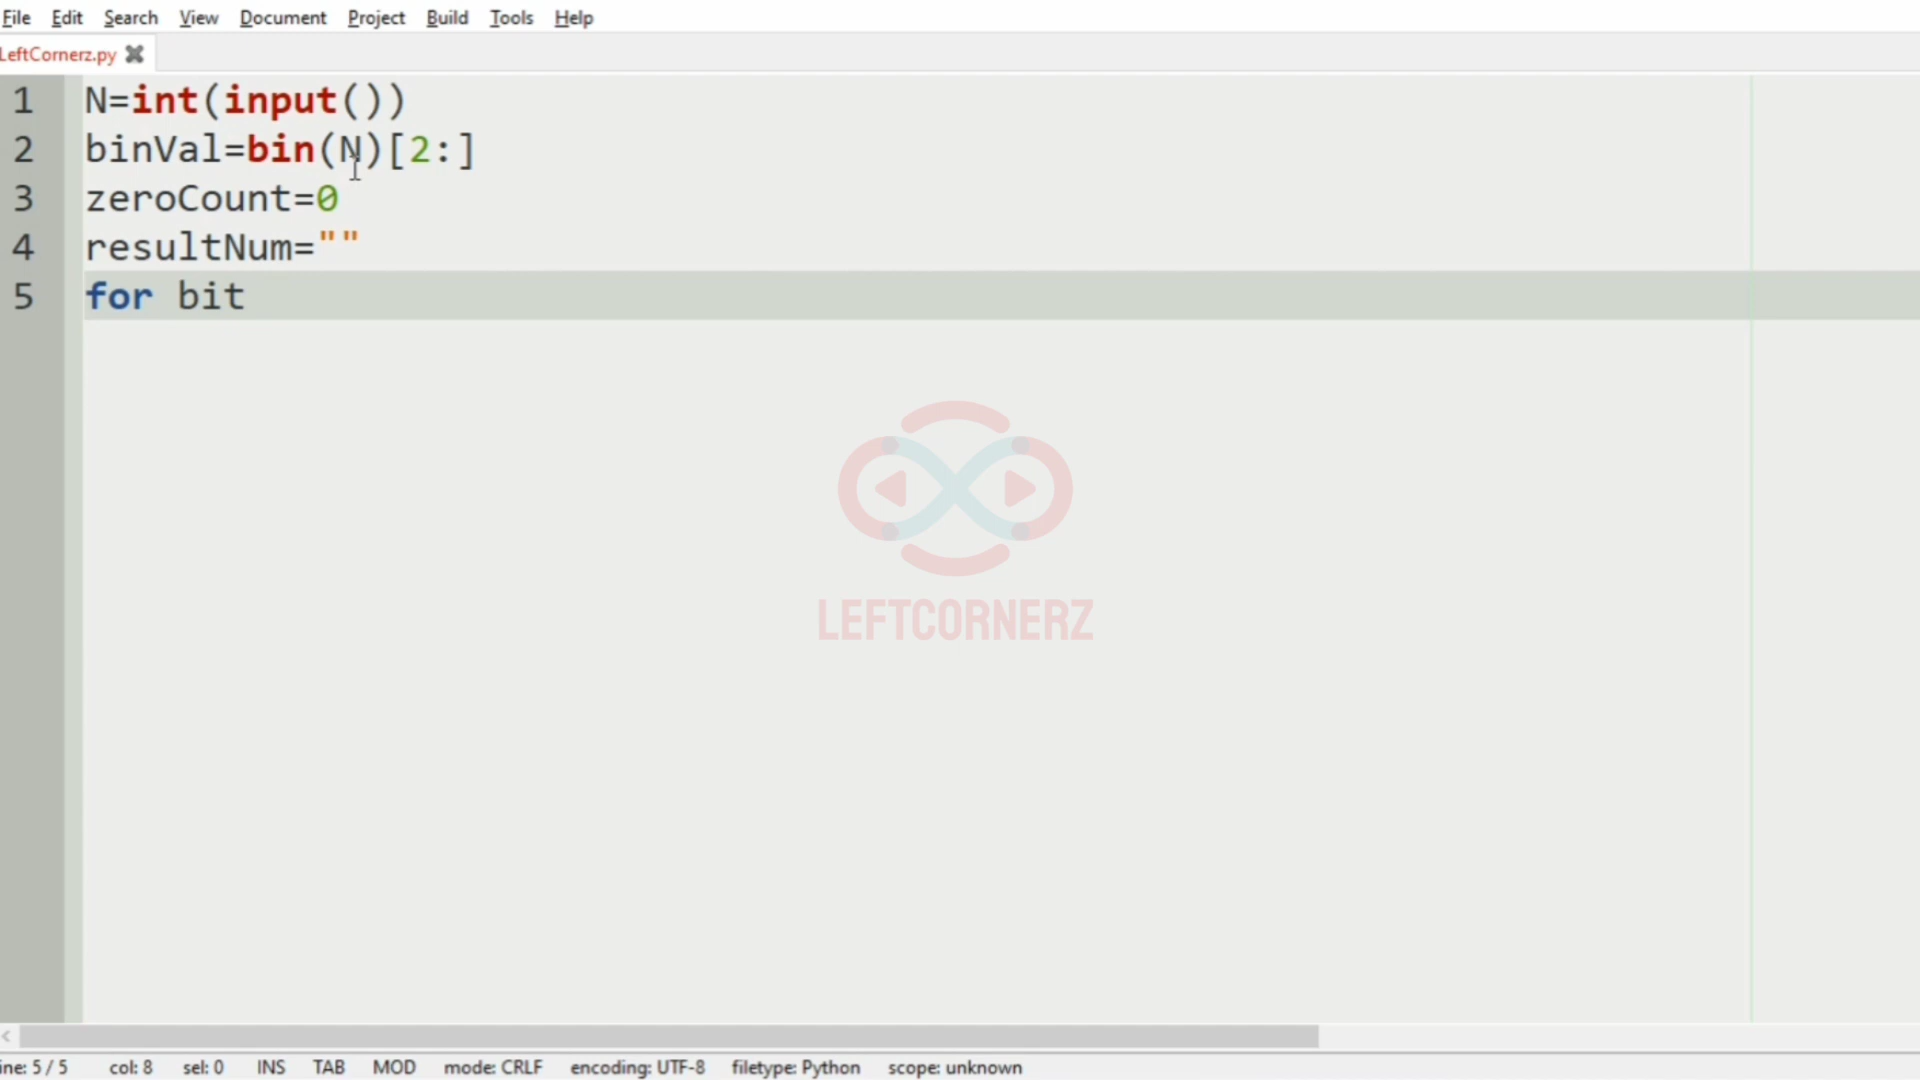 File Edit Search View Document Project Build Tools Help
LeftCornerz.py
1 N=int(input())
2 binVal=bin(N)[2:]
3 zeroCount=0
4 resultNum=""
5 for bit
LEFTCORNERZ
ine: 5 / 5 col: 8 sel: 0 INS TAB MOD mode: CRLF encoding: UTF-8 filetype: Python scope: unknown